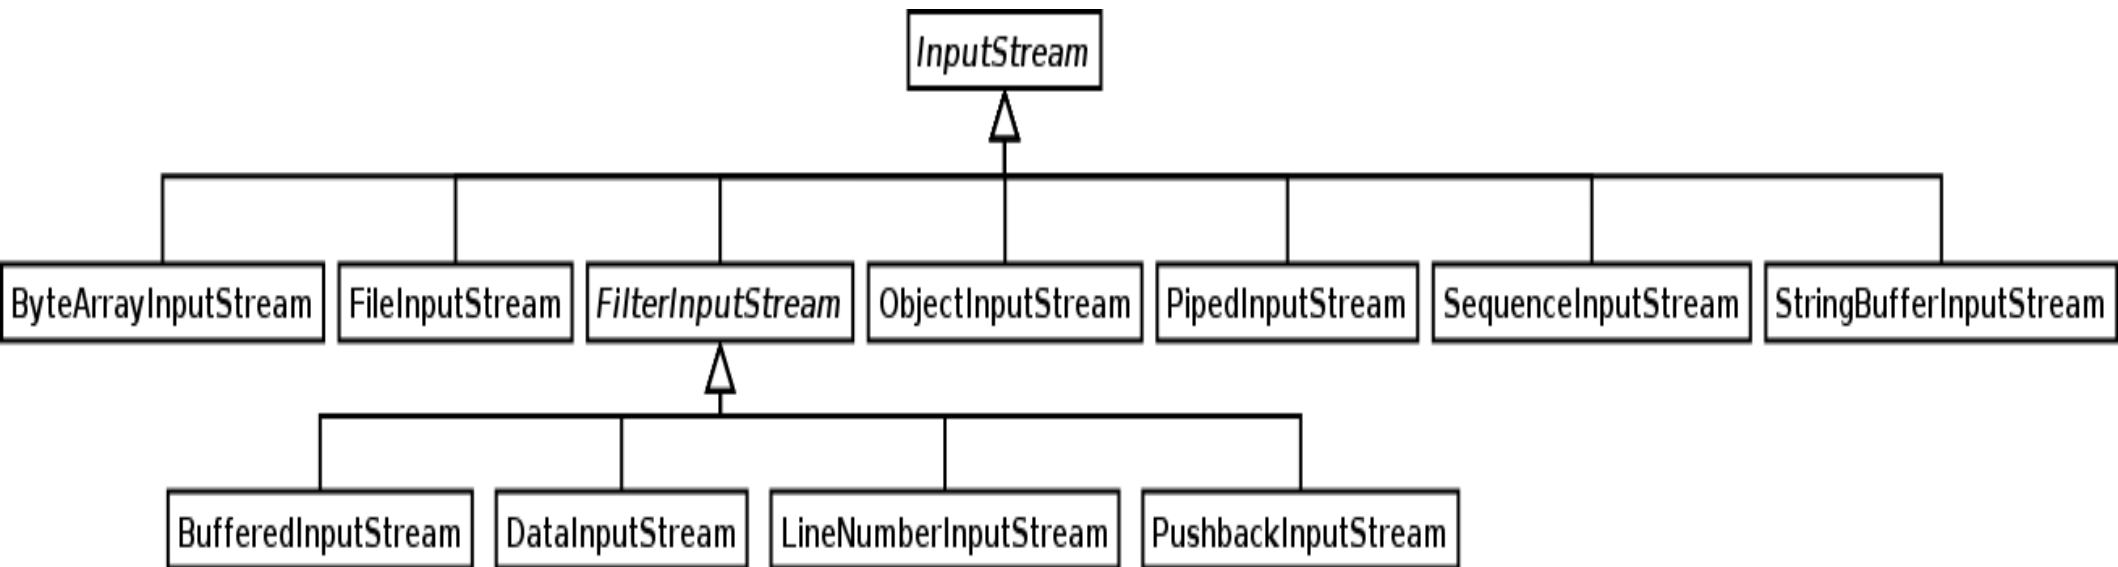 InputStream
ByteArrayInputStream
FileInputStream
FilterInputStream
ObjectInputStream
PipedInputStream
SequenceInputStream
StringBufferInputStream
BufferedInputStream
DataInputStream
LineNumberInputStream
PushbackInputStream